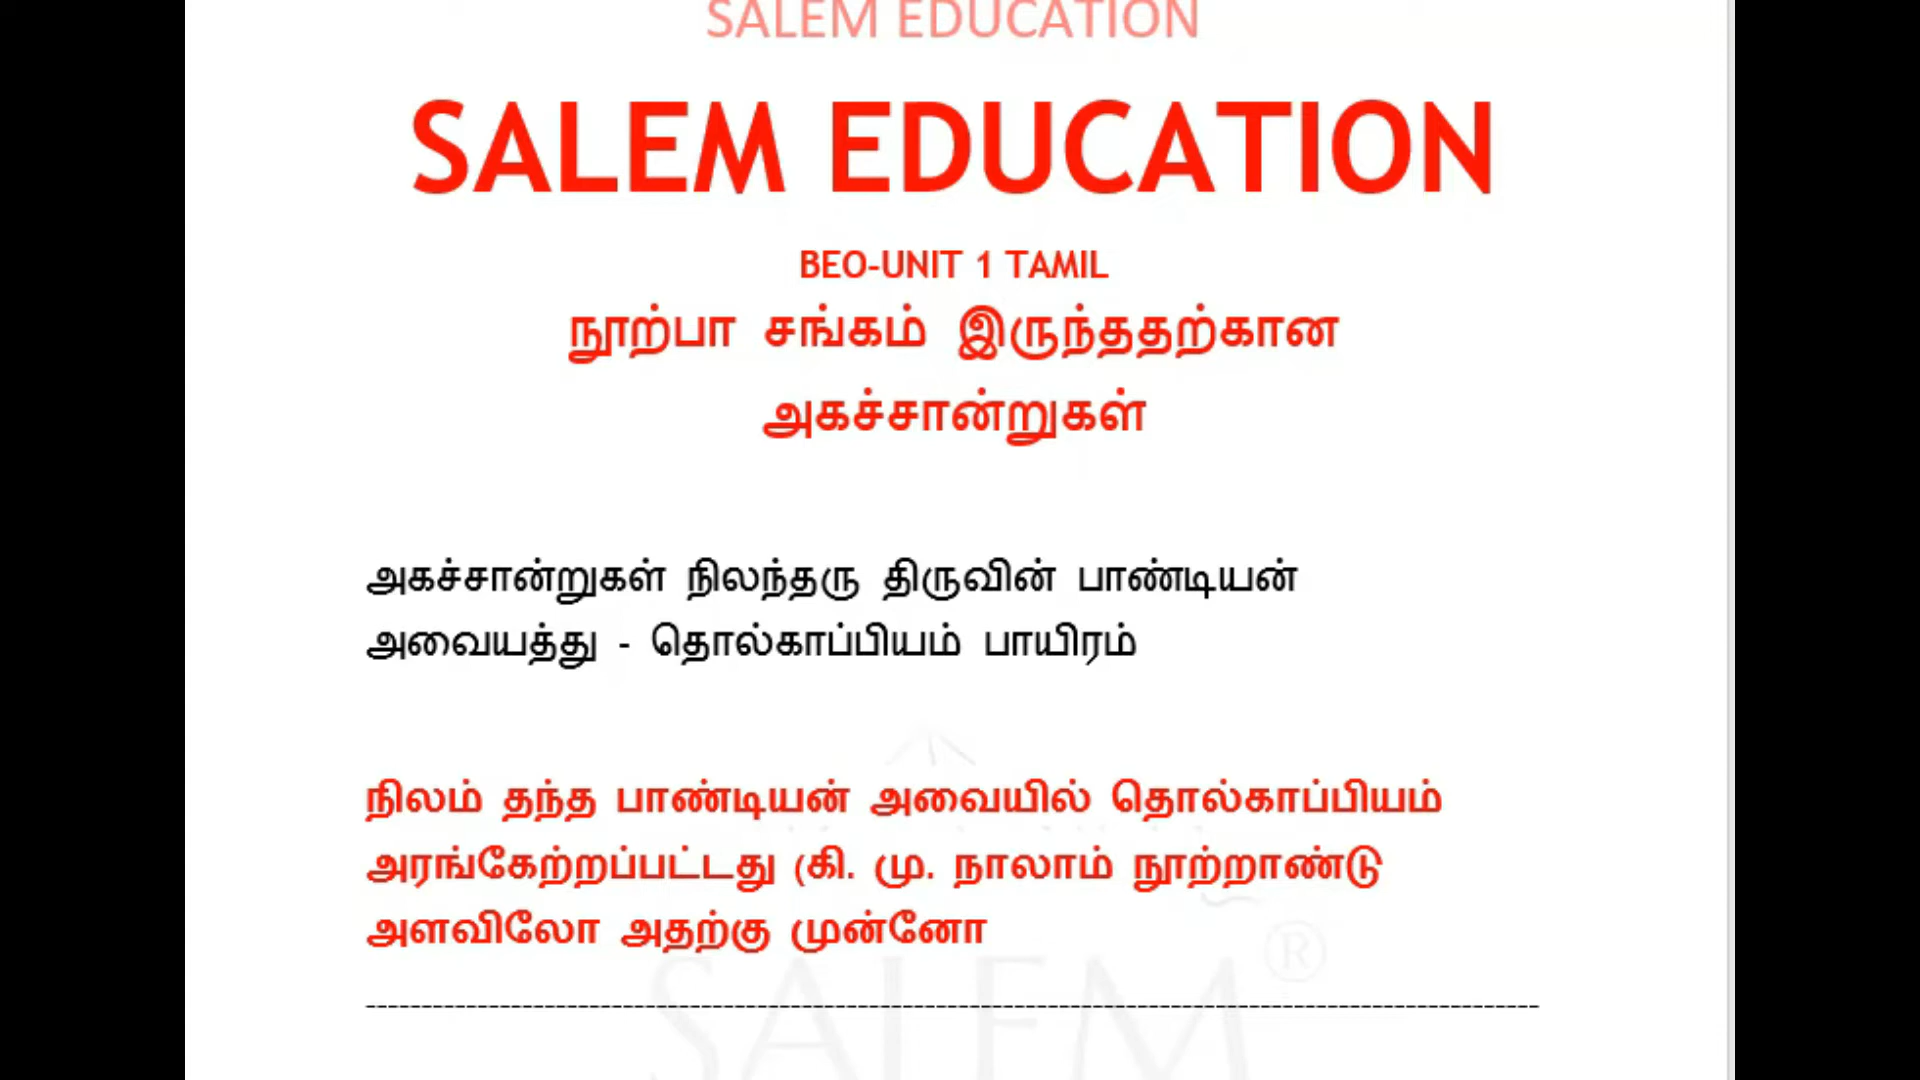 SALEM EDUCATION
SALEM EDUCATION
BEO-UNIT 1 TAMIL
நூற்பா சங்கம் இருந்ததற்கான
அகச்சான்றுகள்
அகச்சான்றுகள் நிலந்தரு திருவின் பாண்டியன்
அவையத்து - தொல்காப்பியம் பாயிரம்
நிலம் தந்த பாண்டியன் அவையில் தொல்காப்பியம்
அரங்கேற்றப்பட்டது (கி. மு. நாலாம் நூற்றாண்டு
அளவிலோ அதற்கு முன்னோ
SALEM ®